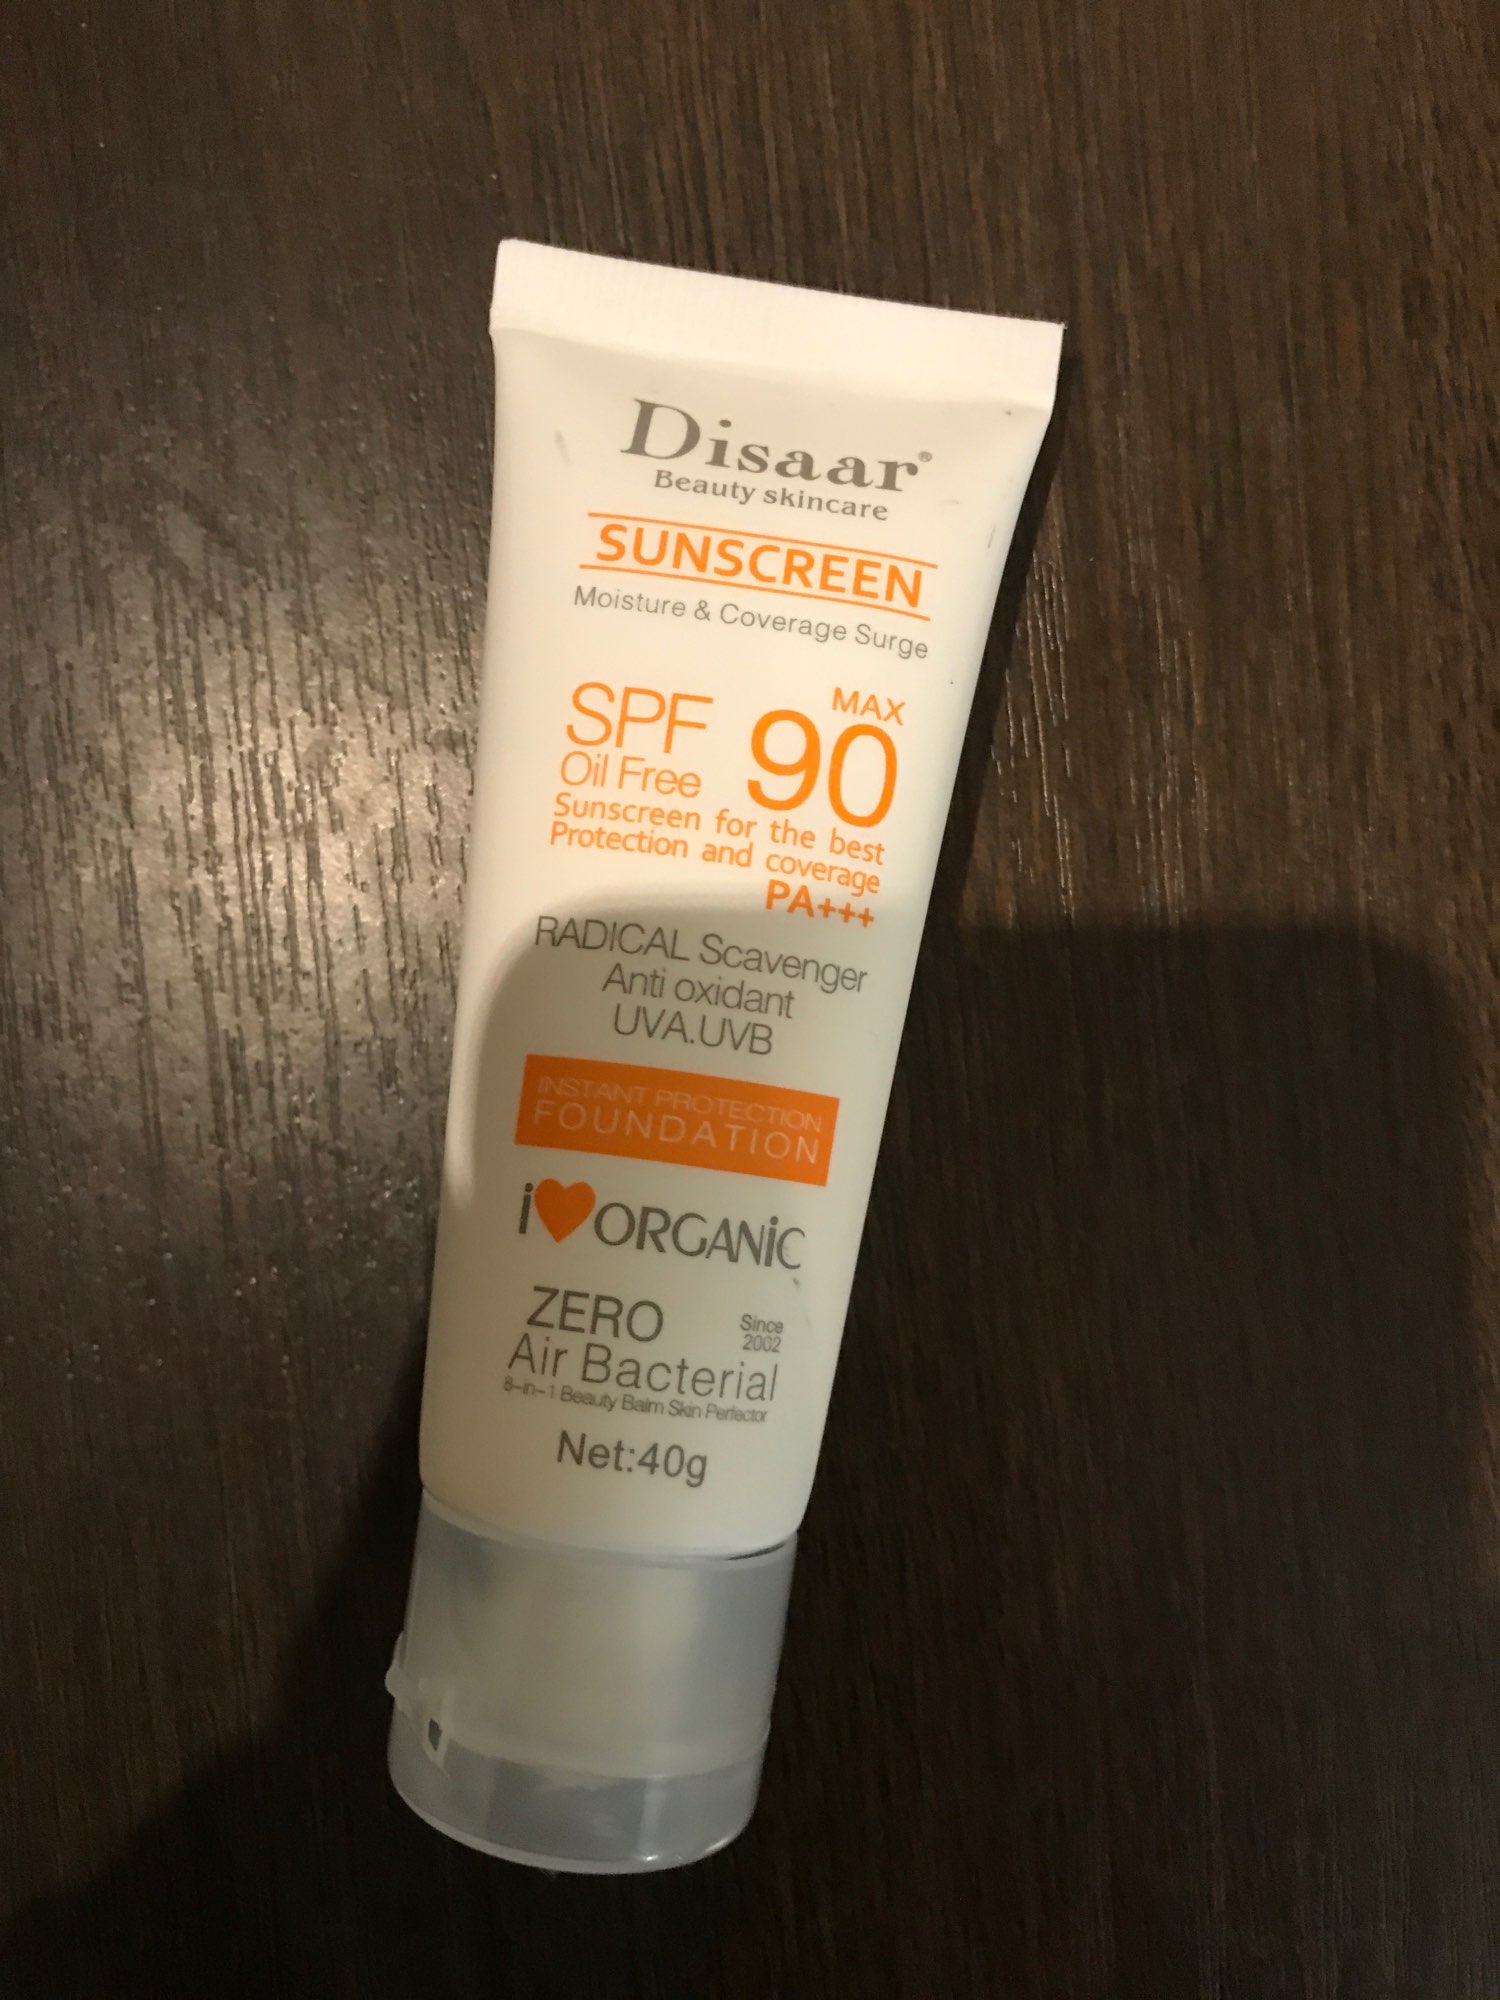 Disaar®
Beauty skincare
SUNSCREEN
Moisture & Coverage Surge
MAX
SPF 90
Oil Free
Sunscreen for the best
Protection and coverage
PA+++
RADICAL Scavenger
Anti oxidant
UVA.UVB
INSTANT PROTECTION
FOUNDATION
i♥ORGANiC
ZERO
Since
2002
Air Bacterial
8-in-1 Beauty Balm Skin Perfector
Net:40g